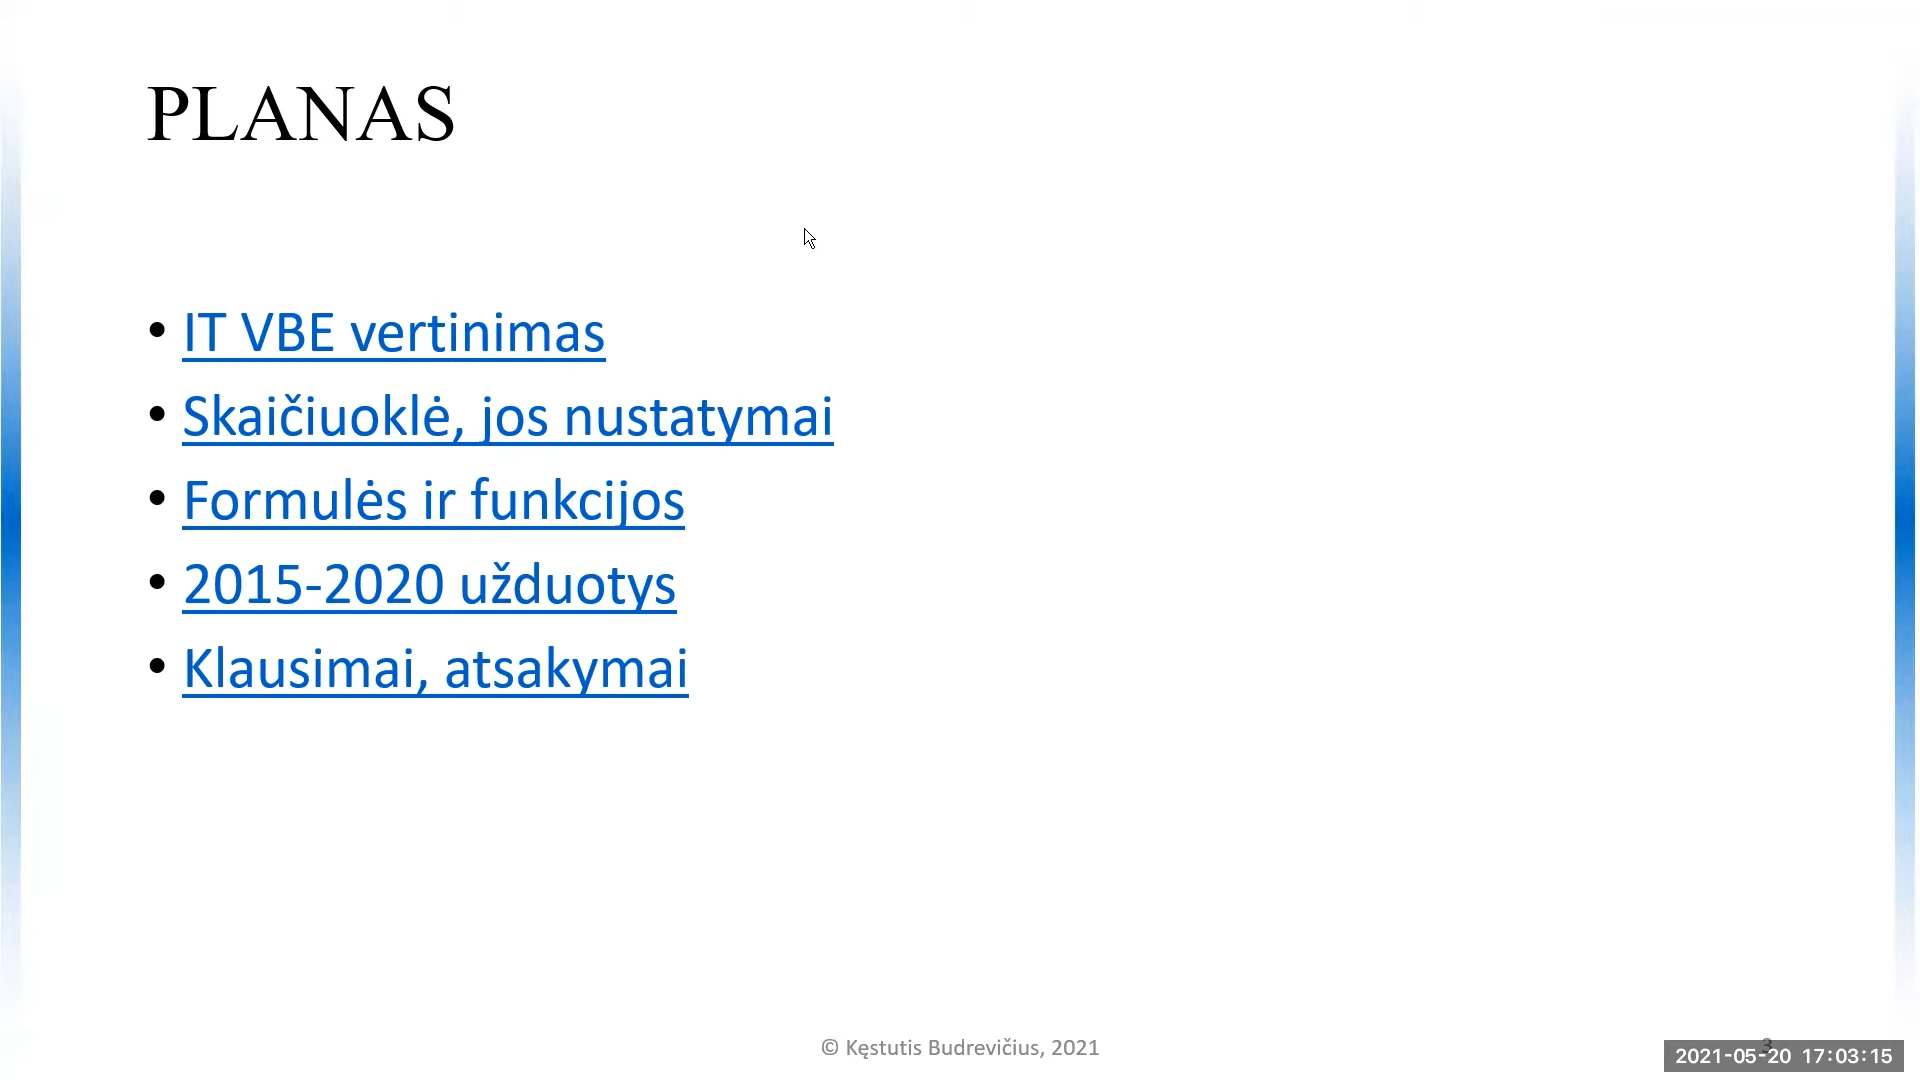 PLANAS
• IT VBE vertinimas
• Skaičiuoklė, jos nustatymai
• Formulės ir funkcijos
• 2015-2020 užduotys
• Klausimai, atsakymai
© Kęstutis Budrevičius, 2021
3
2021-05-20 17:03:15